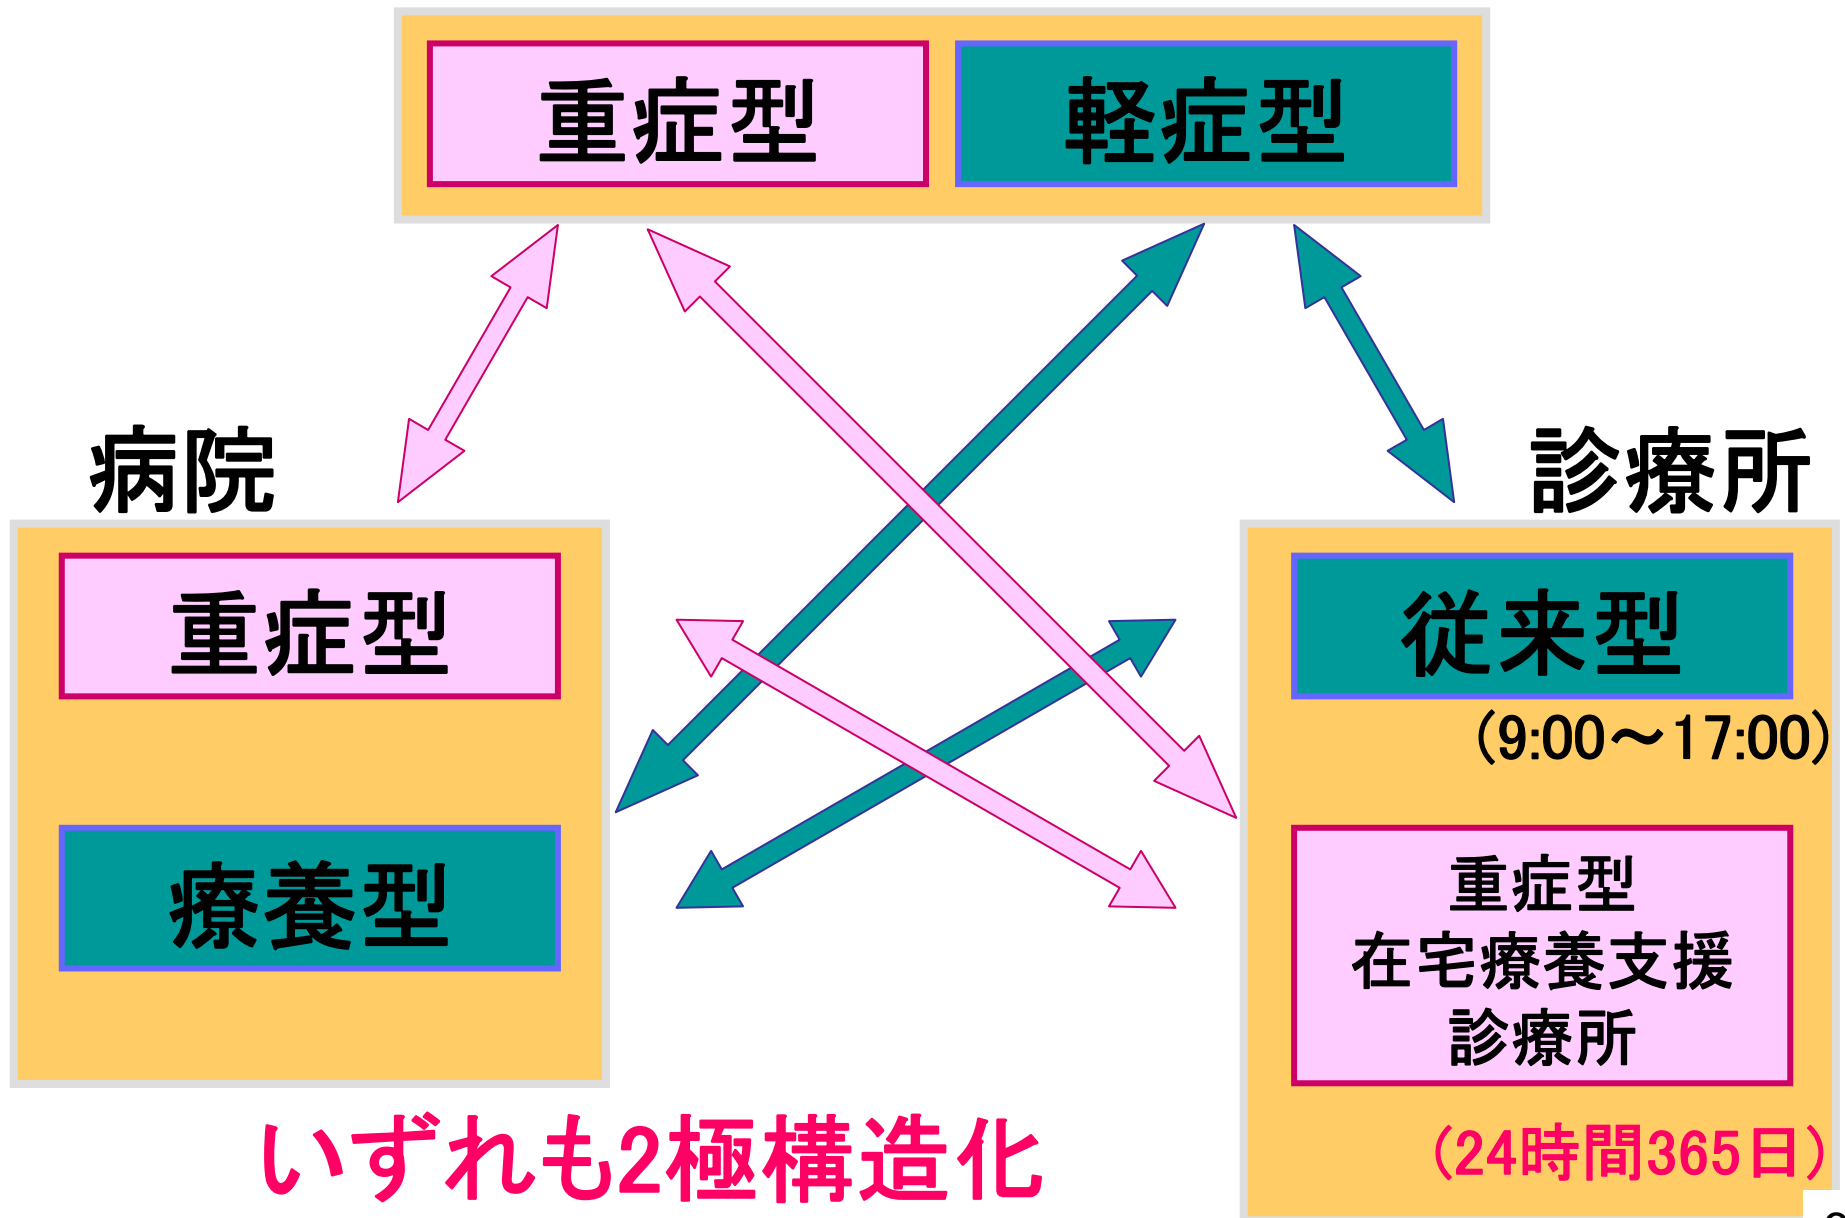 重症型 軽症型
病院
診療所
重症型
従来型
(9:00～17:00)
療養型
重症型
在宅療養支援
診療所
いずれも2極構造化
(24時間365日)